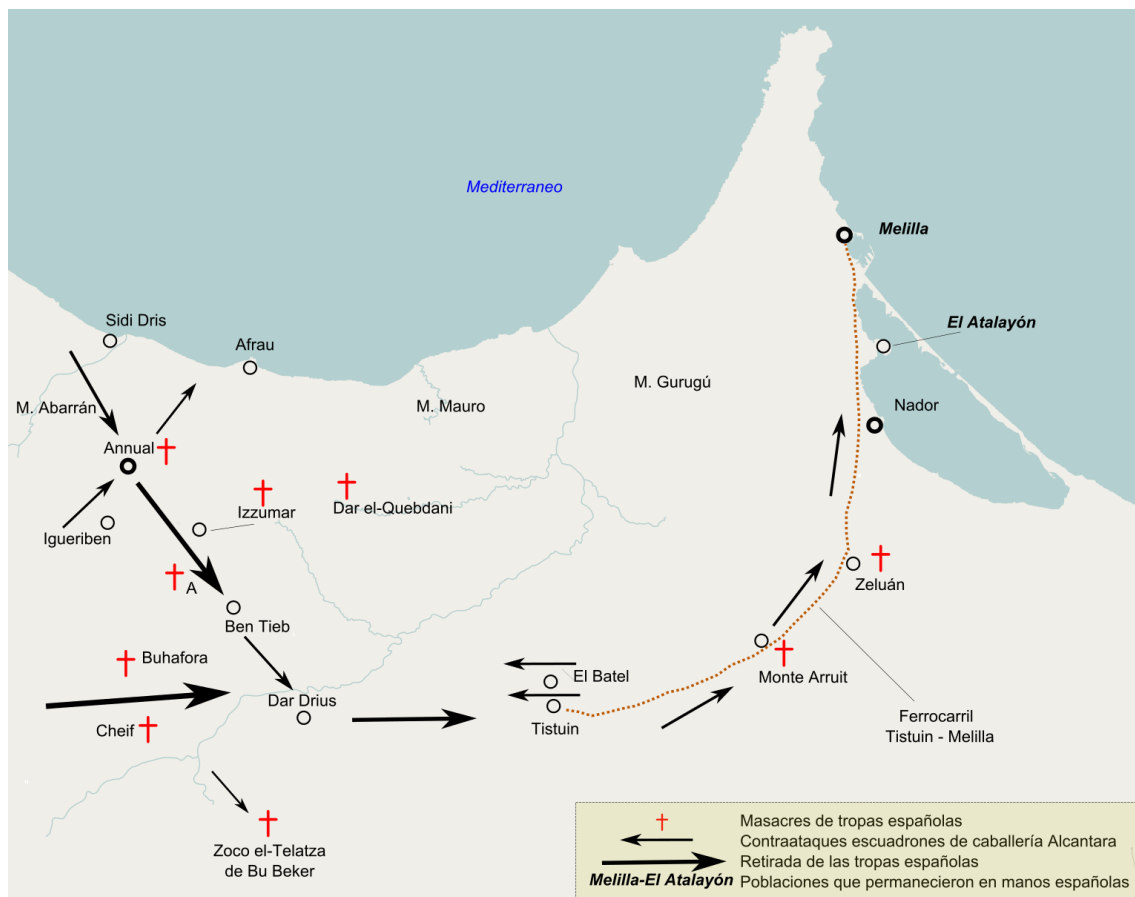 Mediterraneo
Melilla
Sidi Dris
El Atalayón
Afrau
M. Gurugú
M. Abarrán
M. Mauro
Nador
Annual
Izzumar
Dar el-Quebdani
Igueriben
A
Zeluán
Ben Tieb
Buhafora
El Batel
Monte Arruit
Dar Drius
Cheif
Tistuin
Ferrocarril
Tistuin - Melilla
Zoco el-Telatza
de Bu Beker
Masacres de tropas españolas
Contraataques escuadrones de caballería Alcantara
Retirada de las tropas españolas
Melilla-El Atalayón Poblaciones que permanecieron en manos españolas